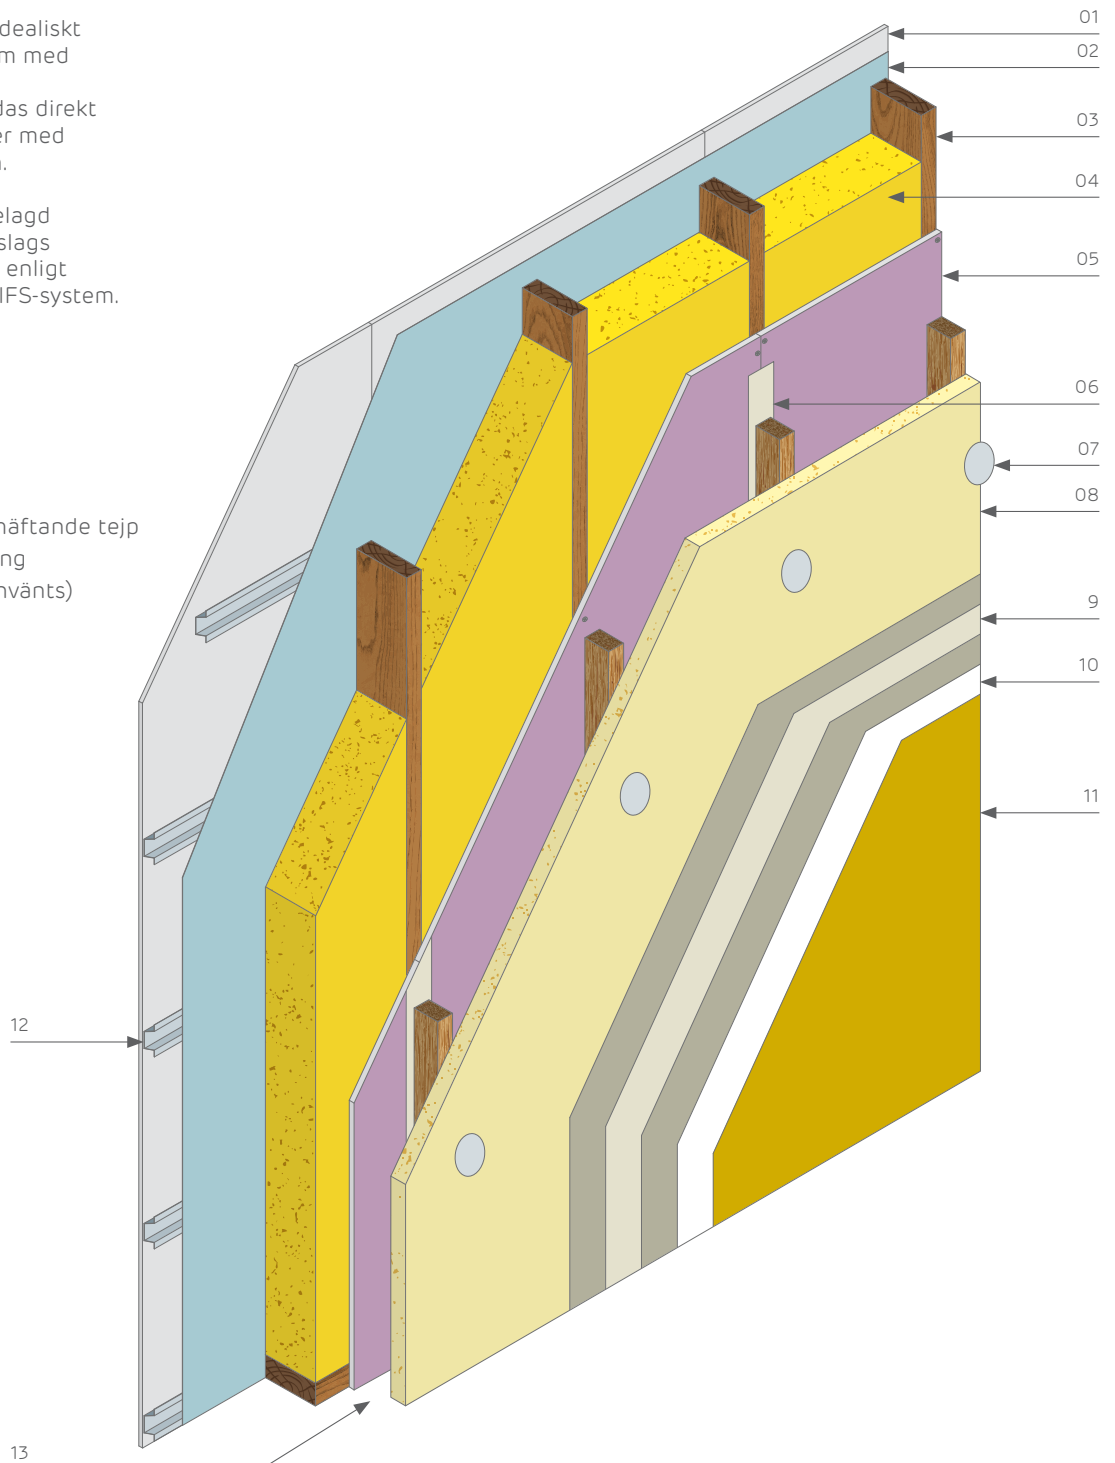 dealiskt
m med
das direkt
er med
elagd
slags
enligt
IFS-system.
häftande tejp
ng
nvänts)
01
02
03
04
05
06
07
08
9
10
11
12
13